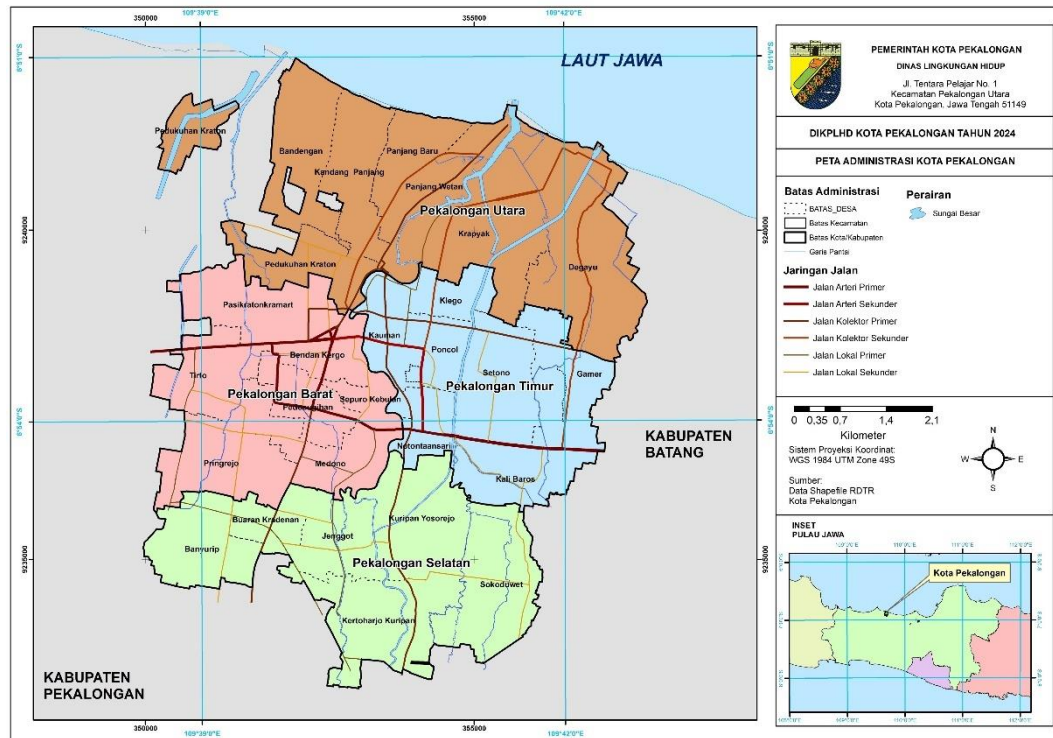 350000
109°39'0"E
355000
109°42'0"E
6°51'0"S
LAUT JAWA
Pedukuhan Kraton
Bandengan
Kandang Panjang
Panjang Baru
Panjang Wetan
Pekalongan Utara
Krapyak
Degayu
9240000
Pedukuhan Kraton
Pasikratonkramart
Klego
Kauman
Poncol
Bendan Kergo
Tirto
Setono
Gamer
Pekalongan Timur
Pekalongan Barat
Sapuro Kebulen
6°54'0"S
Noyontaansari
KABUPATEN
BATANG
Pringrejo
Medono
Kali Baros
Buaran Kradenan
Kuripan Yosorejo
Banyurip
Jenggot
9235000
Pekalongan Selatan
Sokoduwet
Kertoharjo Kuripan
KABUPATEN
PEKALONGAN
350000
109°39'0"E
355000
109°42'0"E
PEMERINTAH KOTA PEKALONGAN
DINAS LINGKUNGAN HIDUP
Jl. Tentara Pelajar No. 1
Kecamatan Pekalongan Utara
Kota Pekalongan, Jawa Tengah 51149
DIKPLHD KOTA PEKALONGAN TAHUN 2024
PETA ADMINISTRASI KOTA PEKALONGAN
Batas Administrasi
BATAS_DESA
Batas Kecamatan
Batas Kota/Kabupaten
Garis Pantai
Perairan
Sungai Besar
Jaringan Jalan
Jalan Arteri Primer
Jalan Arteri Sekunder
Jalan Kolektor Primer
Jalan Kolektor Sekunder
Jalan Lokal Primer
Jalan Lokal Sekunder
0 0,35 0,7 1,4 2,1
Kilometer
Sistem Proyeksi Koordinat:
WGS 1984 UTM Zone 49S
Sumber:
Data Shapefile RDTR
Kota Pekalongan
N
W E
S
INSET
PULAU JAWA
Kota Pekalongan